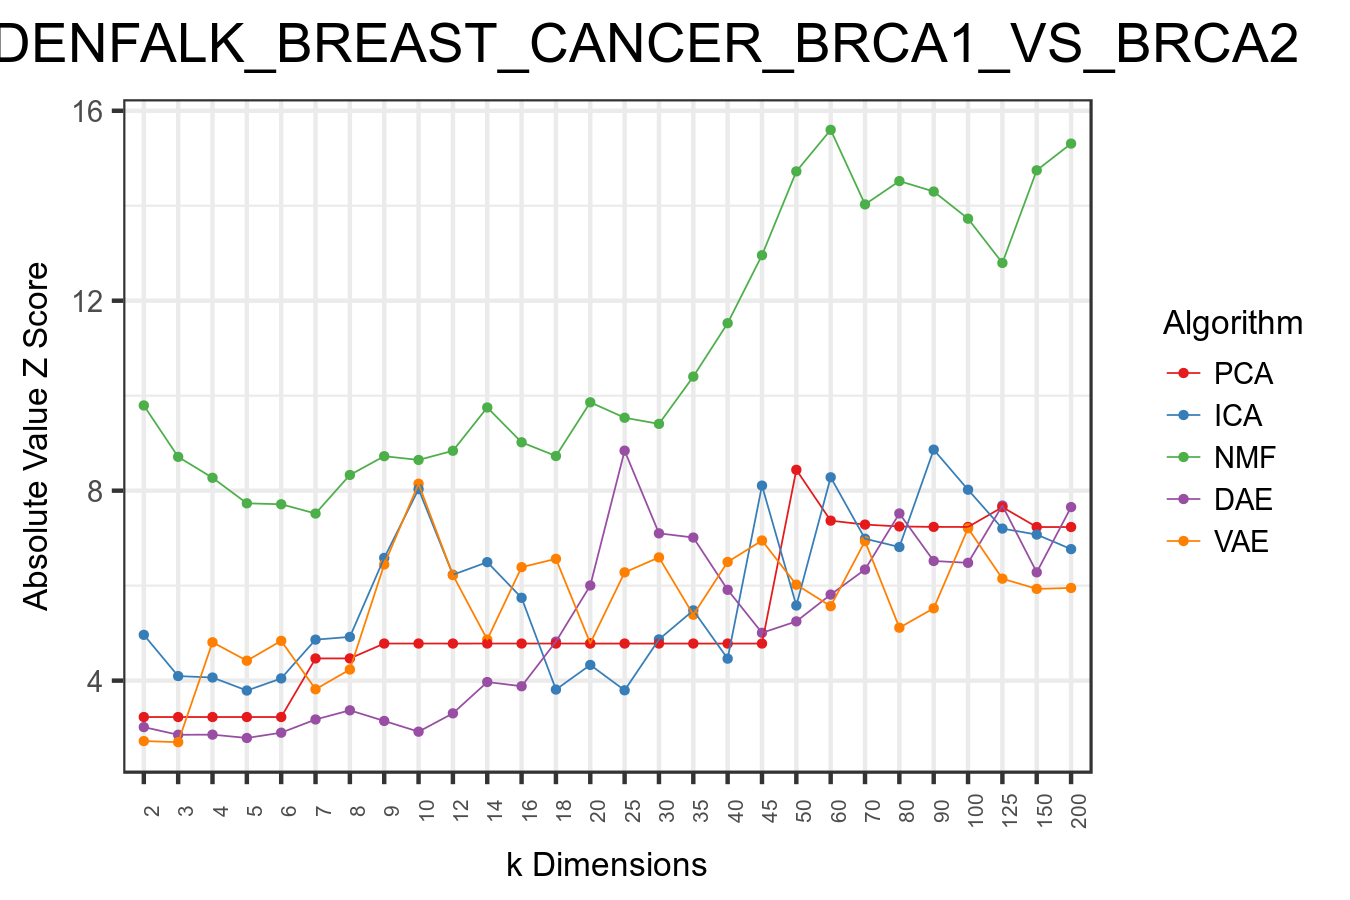 DENFALK_BREAST_CANCER_BRCA1_VS_BRCA2
16
12
8
4
Absolute Value Z Score
2 3 4 5 6 7 8 9 10 12 14 16 18 20 25 30 35 40 45 50 60 70 80 90 100 125 150 200
k Dimensions
Algorithm
PCA
ICA
NMF
DAE
VAE